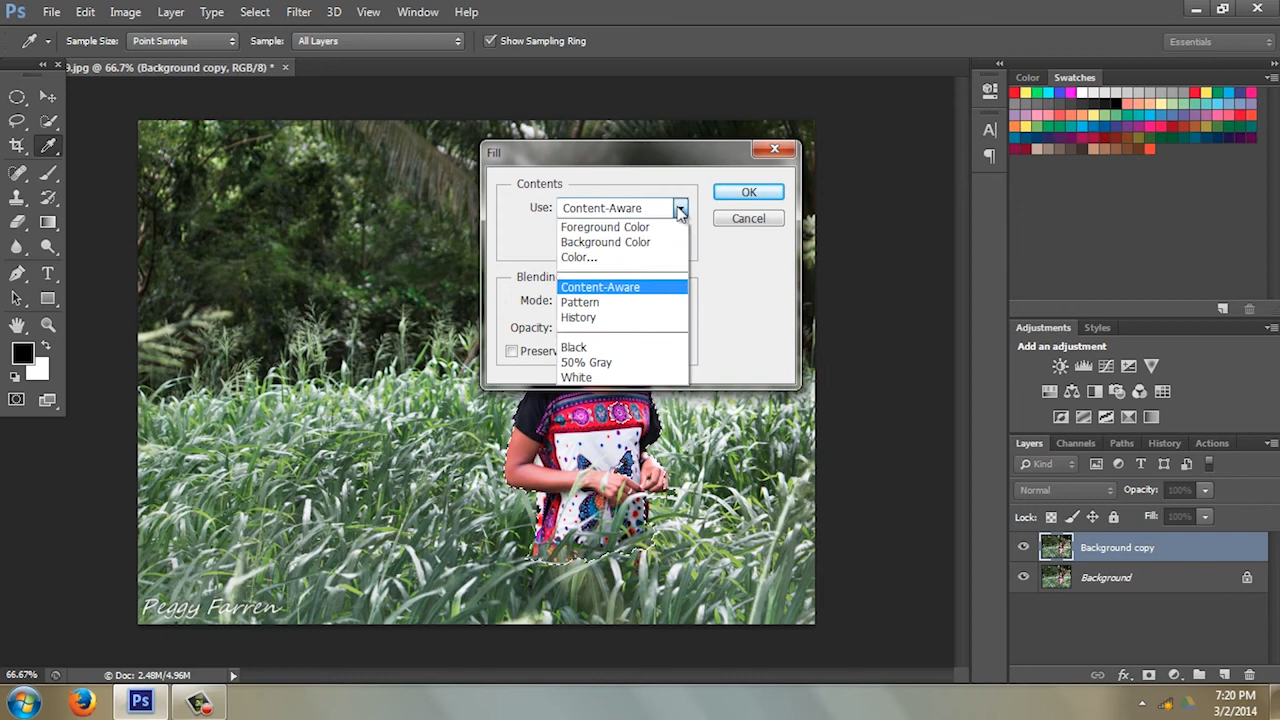 Ps File Edit Image Layer Type Select Filter 3D View Window Help
Sample Size: Point Sample Sample: All Layers Show Sampling Ring Essentials
.jpg @ 66.7% (Background copy, RGB/8) *
Color Swatches
Fill
Contents
Use: Content-Aware
OK
Cancel
Foreground Color
Background Color
Color...
Content-Aware
Pattern
History
Black
50% Gray
White
Blendin
Mode:
Opacity:
Preserv
Adjustments Styles
Add an adjustment
Layers Channels Paths History Actions
Kind
Normal Opacity: 100%
Lock: Fill: 100%
Background copy
Background
Peggy Farren
66.67% Doc: 2.48M/4.96M
Ps
7:20 PM
3/2/2014